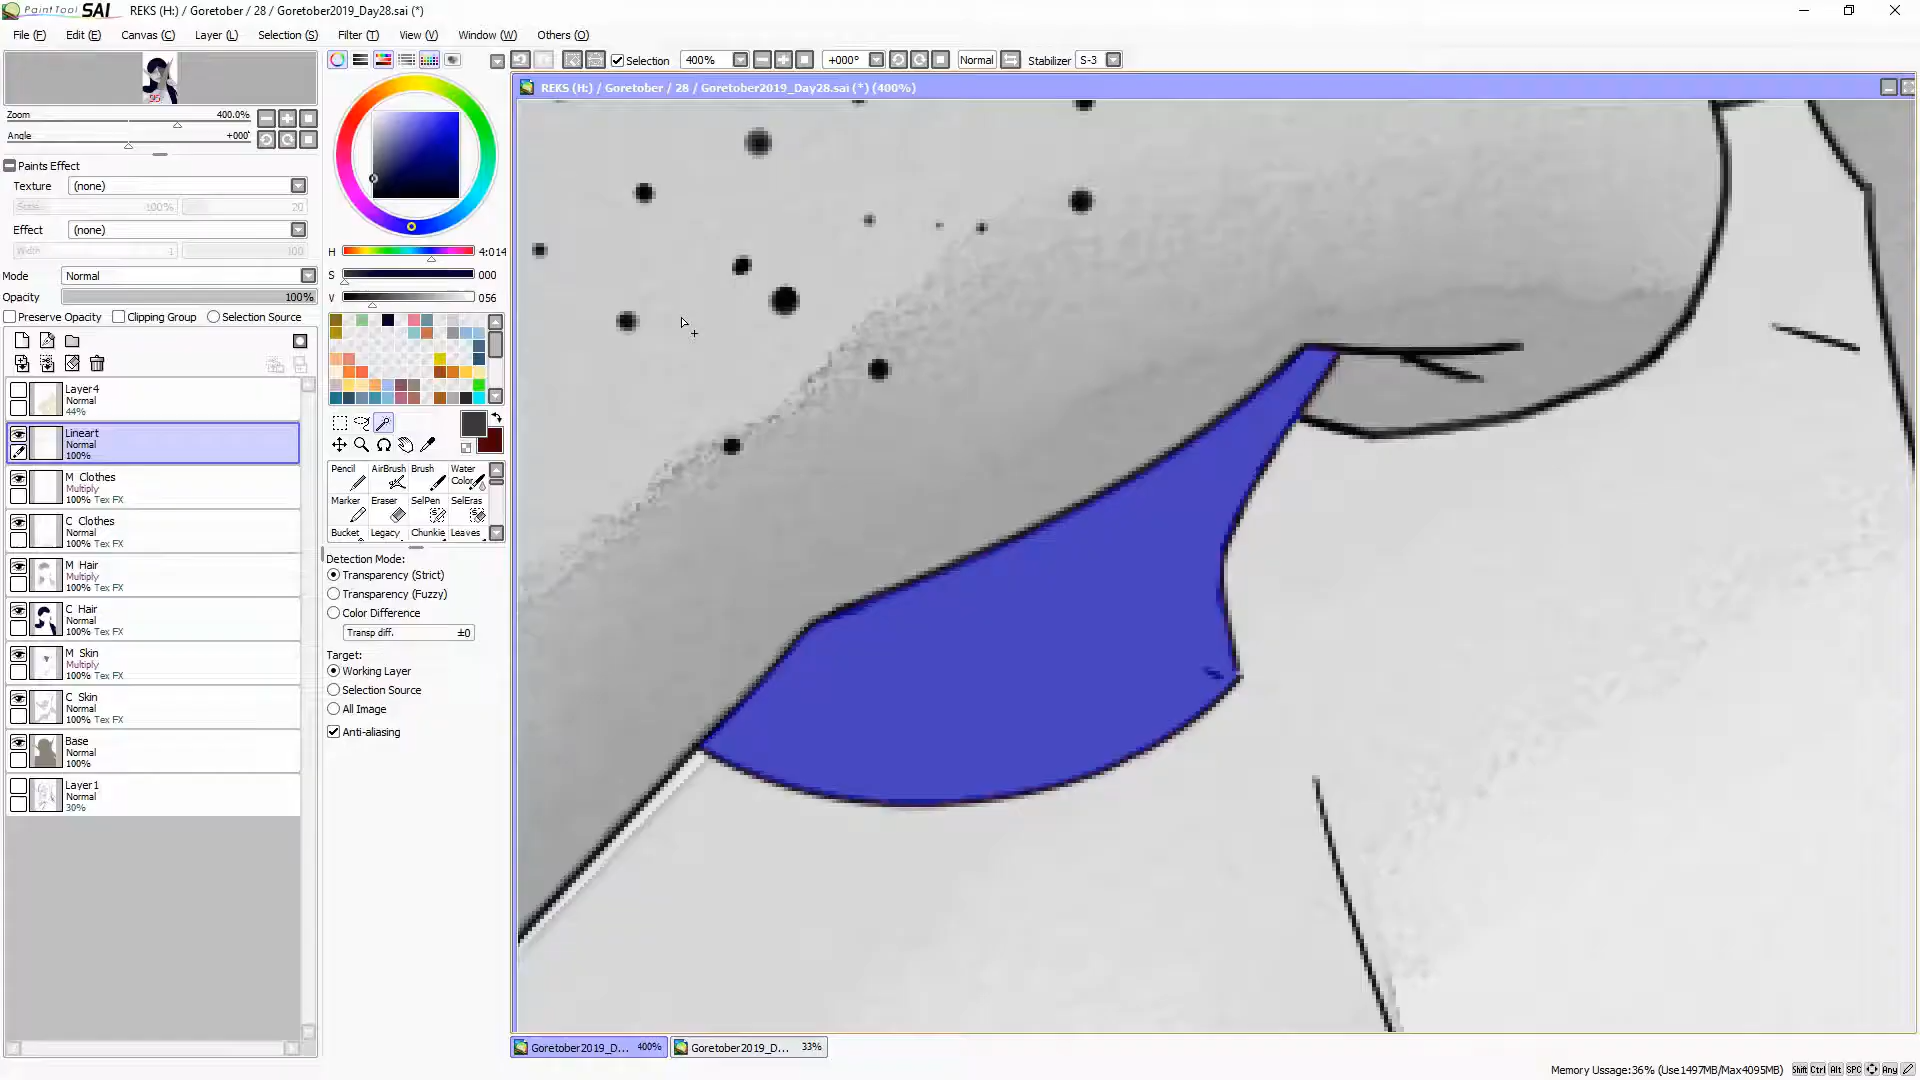 PaintTool SAI REKS (H:) / Goretober / 28 / Goretober2019_Day28.sai (*)
File (F) Edit (E) Canvas (C) Layer (L) Selection (S) Filter (T) View (V) Window (W) Others (O)
Selection 400% +000° Normal Stabilizer S-3
REKS (H:) / Goretober / 28 / Goretober2019_Day28.sai (*) (400%)
Zoom 400.0%
Angle +000°
Paints Effect
Texture (none)
100% 20
Effect (none)
Width 1 100
Mode Normal
Opacity 100%
Preserve Opacity Clipping Group Selection Source
Layer4
Normal
44%
Lineart
Normal
100%
M Clothes
Multiply
100% Tex FX
C Clothes
Normal
100% Tex FX
M Hair
Multiply
100% Tex FX
C Hair
Normal
100% Tex FX
M Skin
Multiply
100% Tex FX
C Skin
Normal
100% Tex FX
Base
Normal
100%
Layer1
Normal
30%
H 4:014
S 000
V 056
Pencil AirBrush Brush Water Color
Marker Eraser SelPen SelEras
Bucket Legacy Chunkie Leaves
Detection Mode:
Transparency (Strict)
Transparency (Fuzzy)
Color Difference
Transp diff. ±0
Target:
Working Layer
Selection Source
All Image
Anti-aliasing
Goretober2019_D... 400% Goretober2019_D... 33%
Memory Ussage:36% (Use1497MB/Max4095MB) Shift Ctrl Alt SPC Any